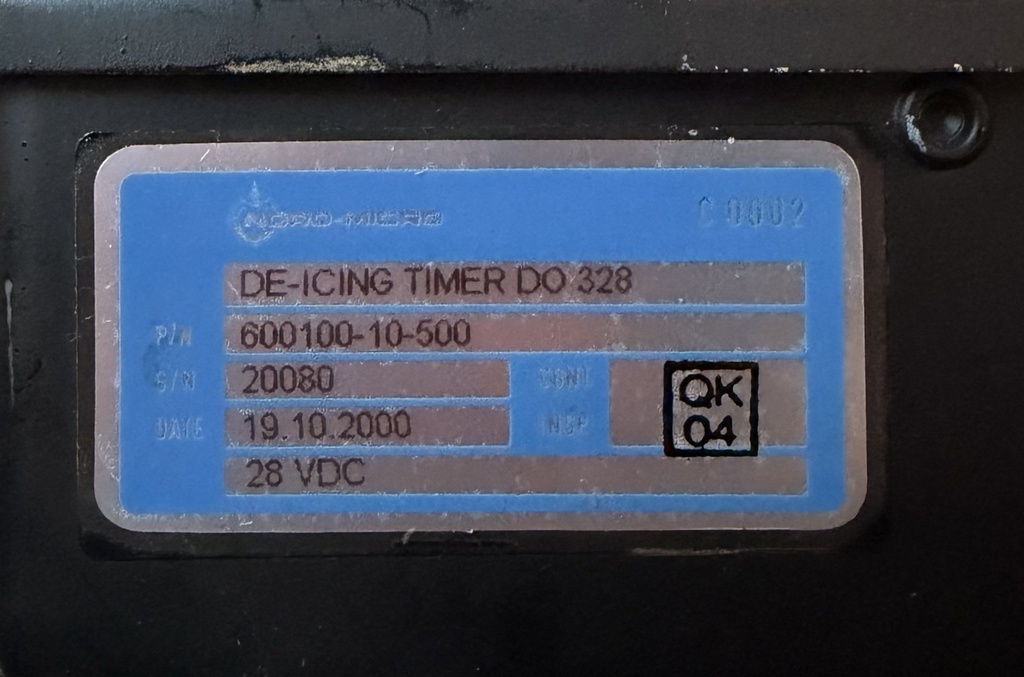 NORD-MICRO
C 0002
DE-ICING TIMER DO 328
P/N 600100-10-500
S/N 20080
DATE 19.10.2000
INSP
QK
04
28 VDC